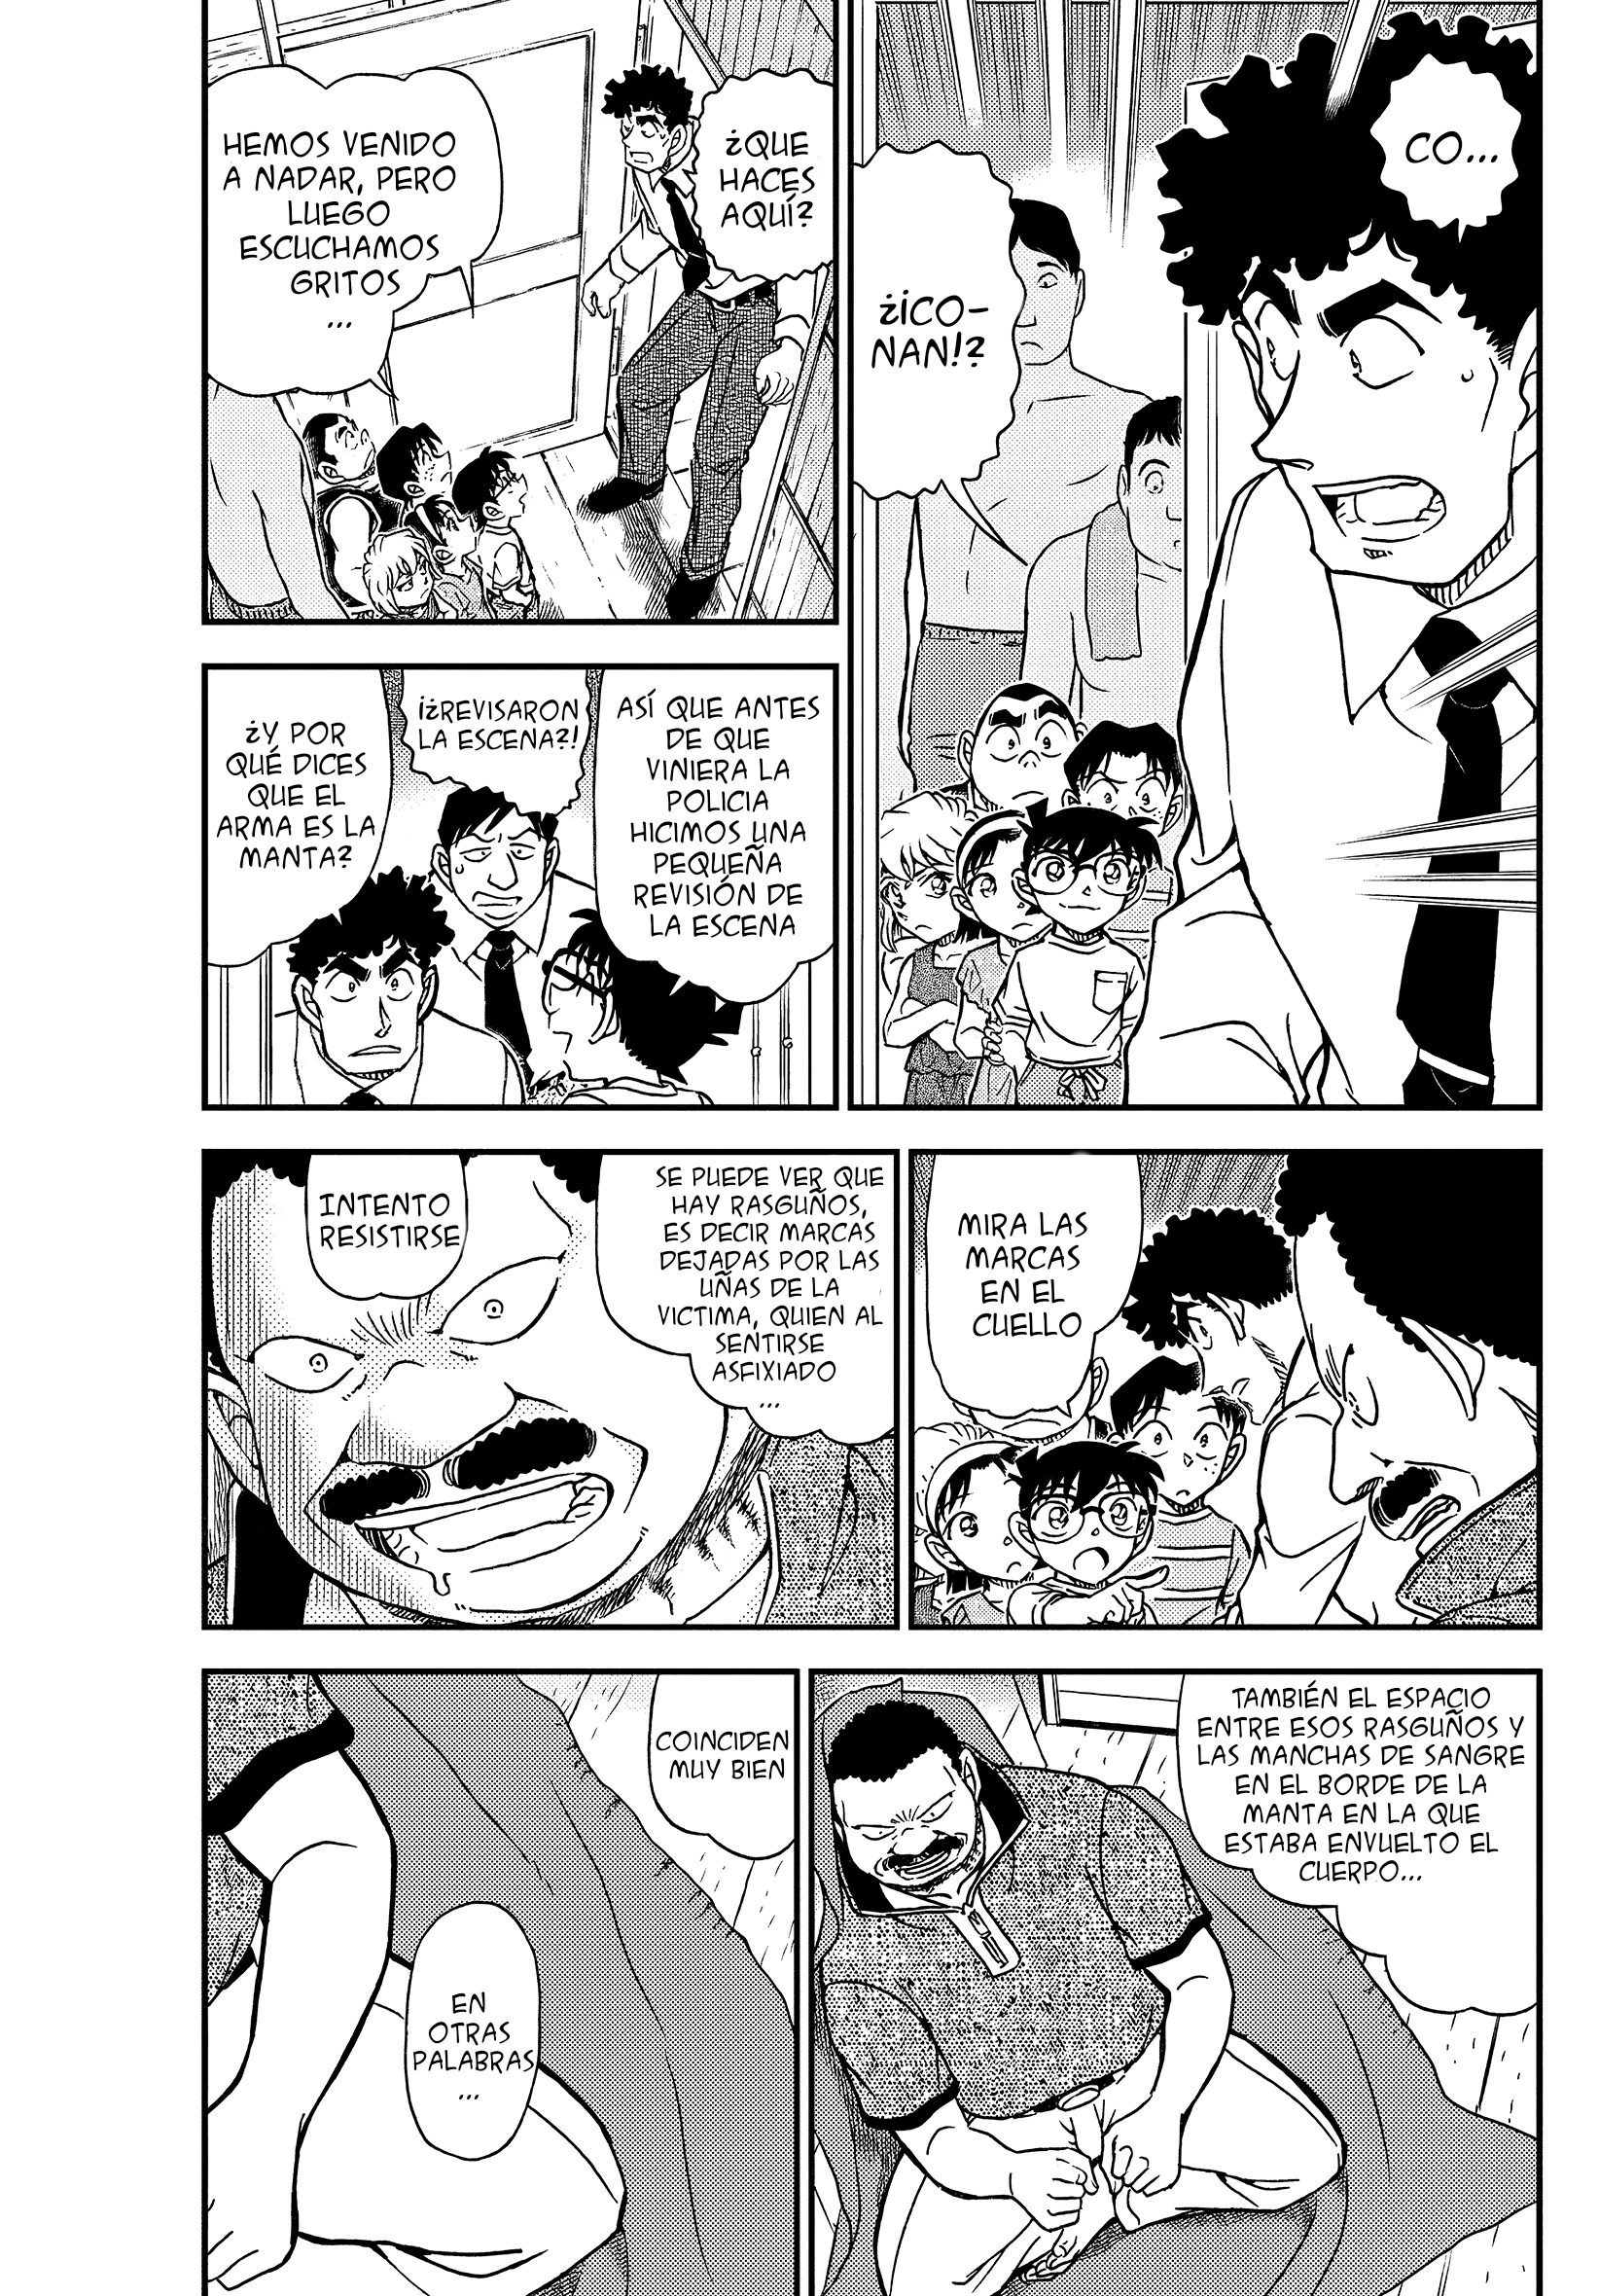 CO...
¿¡CO-
NAN!?
¿QUE
HACES
AQUÍ?
HEMOS VENIDO
A NADAR, PERO
LUEGO
ESCUCHAMOS
GRITOS
...
ASÍ QUE ANTES
DE QUE
VINIERA LA
POLICIA
HICIMOS UNA
PEQUEÑA
REVISIÓN DE
LA ESCENA
¡¿REVISARON
LA ESCENA?!
¿Y POR
QUÉ DICES
QUE EL
ARMA ES LA
MANTA?
MIRA LAS
MARCAS
EN EL
CUELLO
SE PUEDE VER QUE
HAY RASGUÑOS,
ES DECIR MARCAS
DEJADAS POR LAS
UÑAS DE LA
VICTIMA, QUIEN AL
SENTIRSE
ASFIXIADO
...
INTENTO
RESISTIRSE
TAMBIÉN EL ESPACIO
ENTRE ESOS RASGUÑOS Y
LAS MANCHAS DE SANGRE
EN EL BORDE DE LA
MANTA EN LA QUE
ESTABA ENVUELTO EL
CUERPO...
COINCIDEN
MUY BIEN
EN
OTRAS
PALABRAS
...